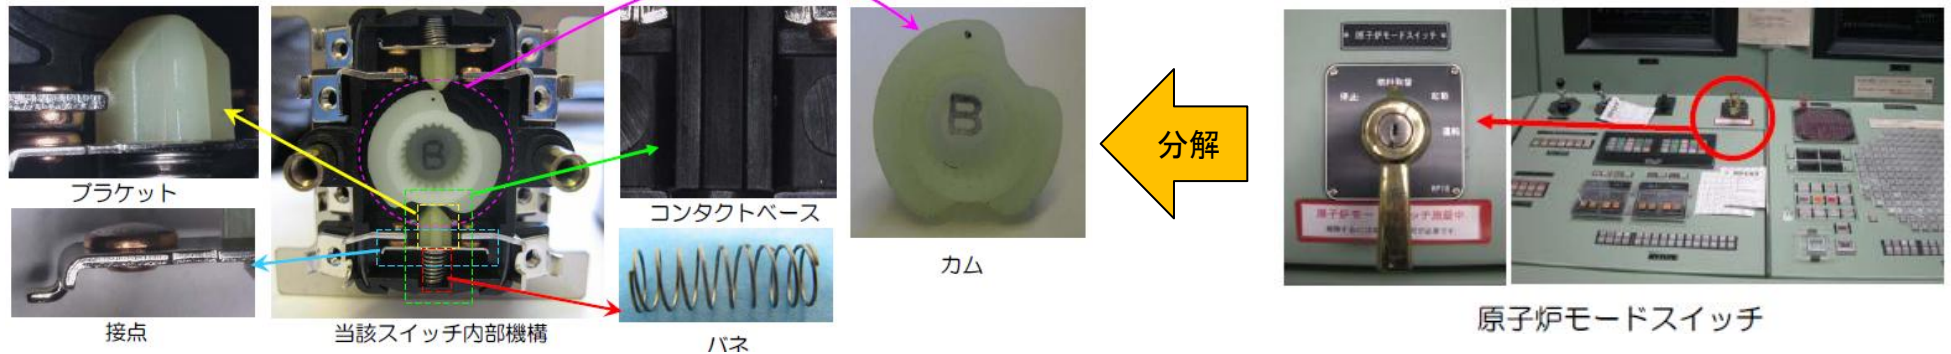 ブラケット
接点
B
当該スイッチ内部機構
コンタクトベース
バネ
B
カム
分解
原子炉モードスイッチ
燃料取替
停止
起動
運転
原子炉モードスイッチ